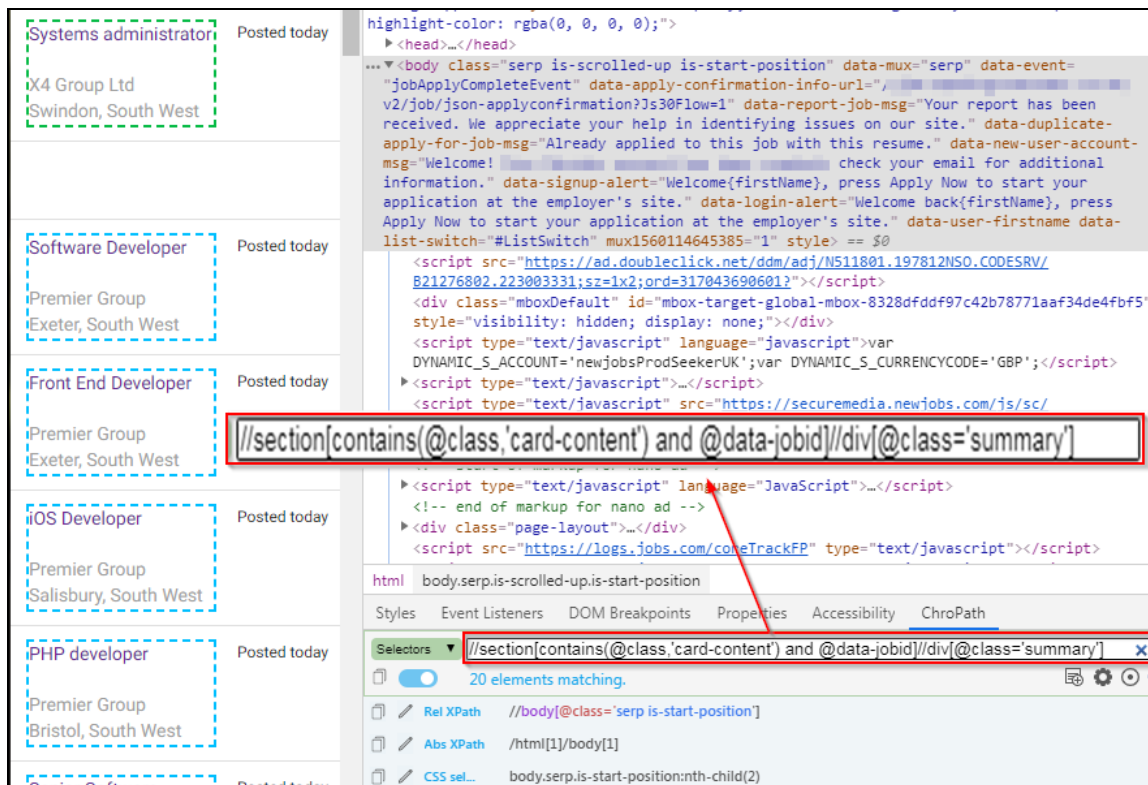 Systems administrator
Posted today
X4 Group Ltd
Swindon, South West
Software Developer
Posted today
Premier Group
Exeter, South West
Front End Developer
Posted today
Premier Group
Exeter, South West
iOS Developer
Posted today
Premier Group
Salisbury, South West
PHP developer
Posted today
Premier Group
Bristol, South West
highlight-color: rgba(0, 0, 0, 0);">
<head>…</head>
<body class="serp is-scrolled-up is-start-position" data-mux="serp" data-event=
"jobApplyCompleteEvent" data-apply-confirmation-info-url="/
v2/job/json-applyconfirmation?Js30Flow=1" data-report-job-msg="Your report has been
received. We appreciate your help in identifying issues on our site." data-duplicate-
apply-for-job-msg="Already applied to this job with this resume." data-new-user-account-
msg="Welcome! check your email for additional
information." data-signup-alert="Welcome{firstName}, press Apply Now to start your
application at the employer's site." data-login-alert="Welcome back{firstName}, press
Apply Now to start your application at the employer's site." data-user-firstname data-
list-switch="#ListSwitch" mux1560114645385="1" style> == $0
<script src="https://ad.doubleclick.net/ddm/adj/N511801.197812NSO.CODESRV/
B21276802.223003331;sz=1x2;ord=317043690601?"></script>
<div class="mboxDefault" id="mbox-target-global-mbox-8328dfddf97c42b78771aaf34de4fbf5"
style="visibility: hidden; display: none;"></div>
<script type="text/javascript" language="javascript">var
DYNAMIC_S_ACCOUNT='newjobsProdSeekerUK';var DYNAMIC_S_CURRENCYCODE='GBP';</script>
<script type="text/javascript">…</script>
<script type="text/javascript" src="https://securemedia.newjobs.com/js/sc/
//section[contains(@class,'card-content') and @data-jobid]//div[@class='summary']
<script type="text/javascript" language="JavaScript">…</script>
<!-- end of markup for nano ad -->
<div class="page-layout">…</div>
<script src="https://logs.jobs.com/coreTrackFP" type="text/javascript"></script>
html body.serp.is-scrolled-up.is-start-position
Styles Event Listeners DOM Breakpoints Properties Accessibility ChroPath
Selectors ▼ //section[contains(@class,'card-content') and @data-jobid]//div[@class='summary'] x
20 elements matching.
Rel XPath //body[@class='serp is-start-position']
Abs XPath /html[1]/body[1]
CSS sel... body.serp.is-start-position:nth-child(2)